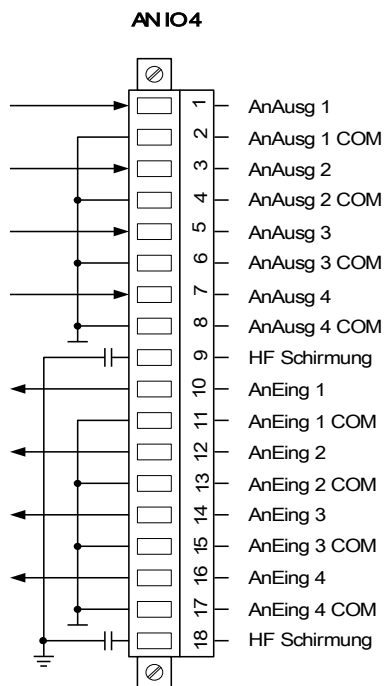 AN IO4
1 AnAusg 1
2 AnAusg 1 COM
3 AnAusg 2
4 AnAusg 2 COM
5 AnAusg 3
6 AnAusg 3 COM
7 AnAusg 4
8 AnAusg 4 COM
9 HF Schirmung
10 AnEing 1
11 AnEing 1 COM
12 AnEing 2
13 AnEing 2 COM
14 AnEing 3
15 AnEing 3 COM
16 AnEing 4
17 AnEing 4 COM
18 HF Schirmung